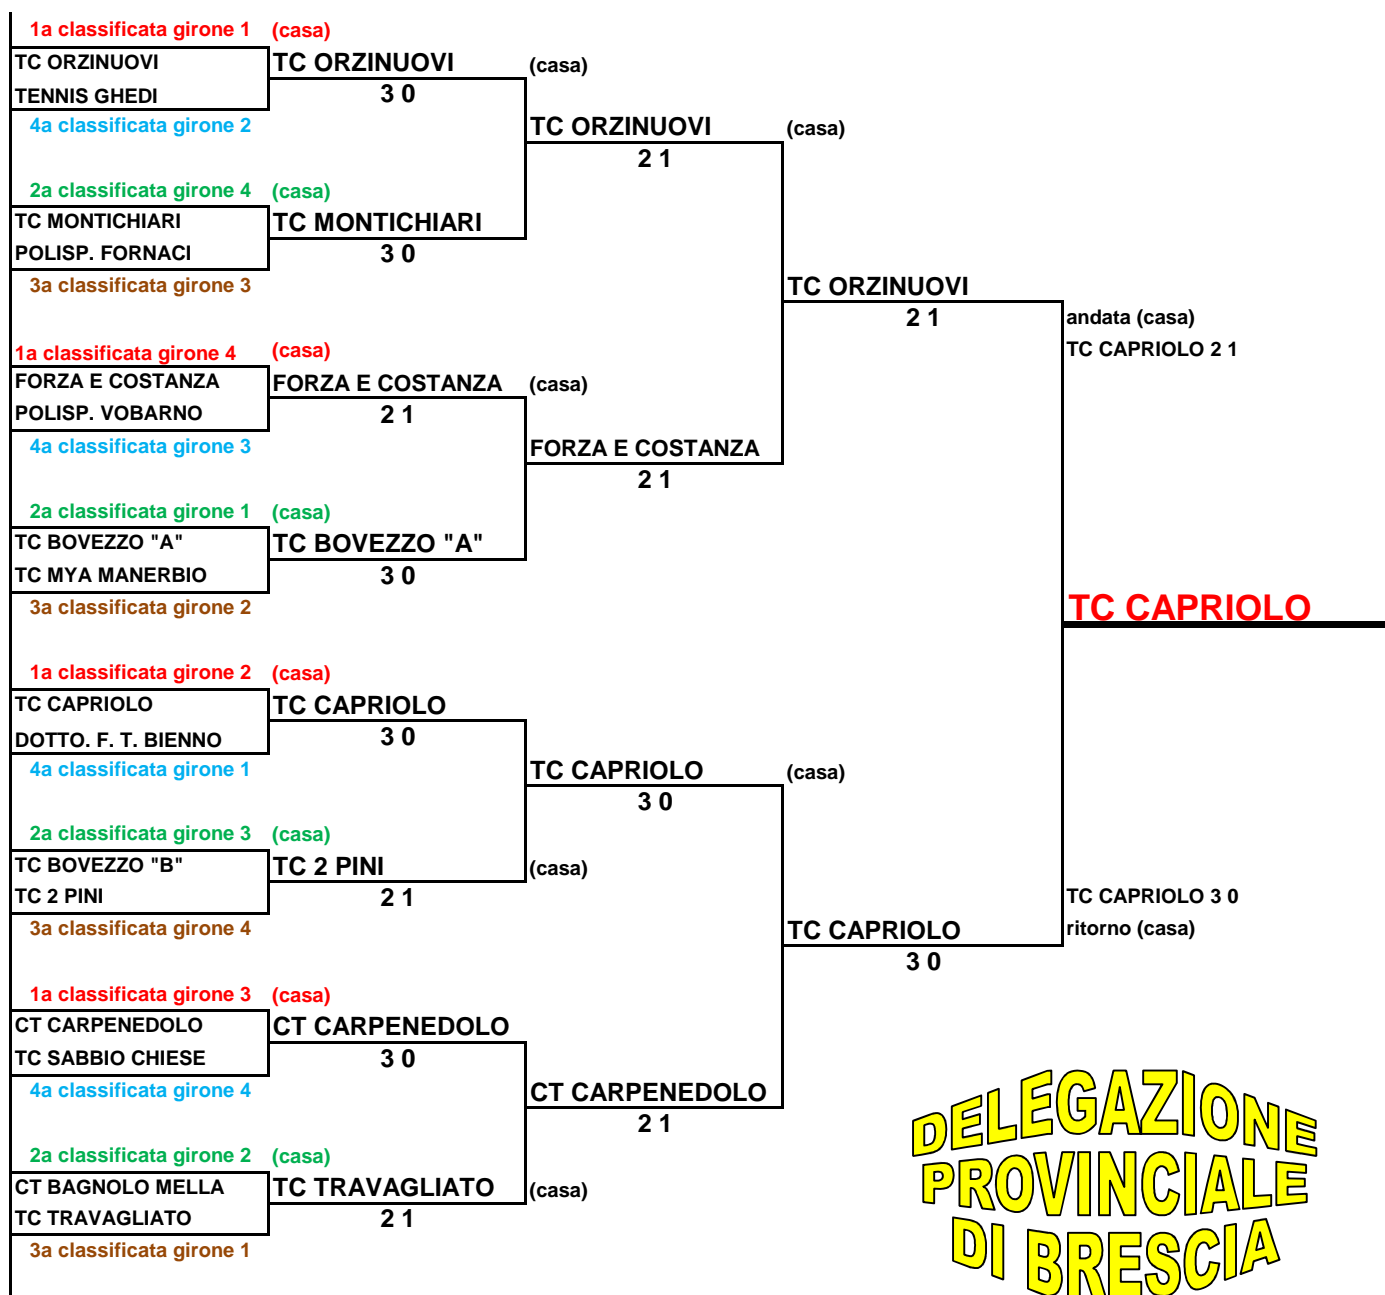 1a classificata girone 1 (casa)
TC ORZINUOVI TC ORZINUOVI (casa)
TENNIS GHEDI 3 0
4a classificata girone 2 TC ORZINUOVI (casa)
2 1
2a classificata girone 4 (casa)
TC MONTICHIARI TC MONTICHIARI
POLISP. FORNACI 3 0
3a classificata girone 3 TC ORZINUOVI
2 1 andata (casa)
1a classificata girone 4 (casa) TC CAPRIOLO 2 1
FORZA E COSTANZA FORZA E COSTANZA (casa)
POLISP. VOBARNO 2 1
4a classificata girone 3 FORZA E COSTANZA
2 1
2a classificata girone 1 (casa)
TC BOVEZZO "A" TC BOVEZZO "A"
TC MYA MANERBIO 3 0
3a classificata girone 2 TC CAPRIOLO
1a classificata girone 2 (casa)
TC CAPRIOLO TC CAPRIOLO
DOTTO. F. T. BIENNO 3 0
4a classificata girone 1 TC CAPRIOLO (casa)
3 0
2a classificata girone 3 (casa)
TC BOVEZZO "B" TC 2 PINI (casa)
TC 2 PINI 2 1 TC CAPRIOLO 3 0
3a classificata girone 4 TC CAPRIOLO ritorno (casa)
3 0
1a classificata girone 3 (casa)
CT CARPENEDOLO CT CARPENEDOLO
TC SABBIO CHIESE 3 0
4a classificata girone 4 CT CARPENEDOLO
2 1
2a classificata girone 2 (casa)
CT BAGNOLO MELLA TC TRAVAGLIATO (casa)
TC TRAVAGLIATO 2 1
3a classificata girone 1
DELEGAZIONE
PROVINCIALE
DI BRESCIA